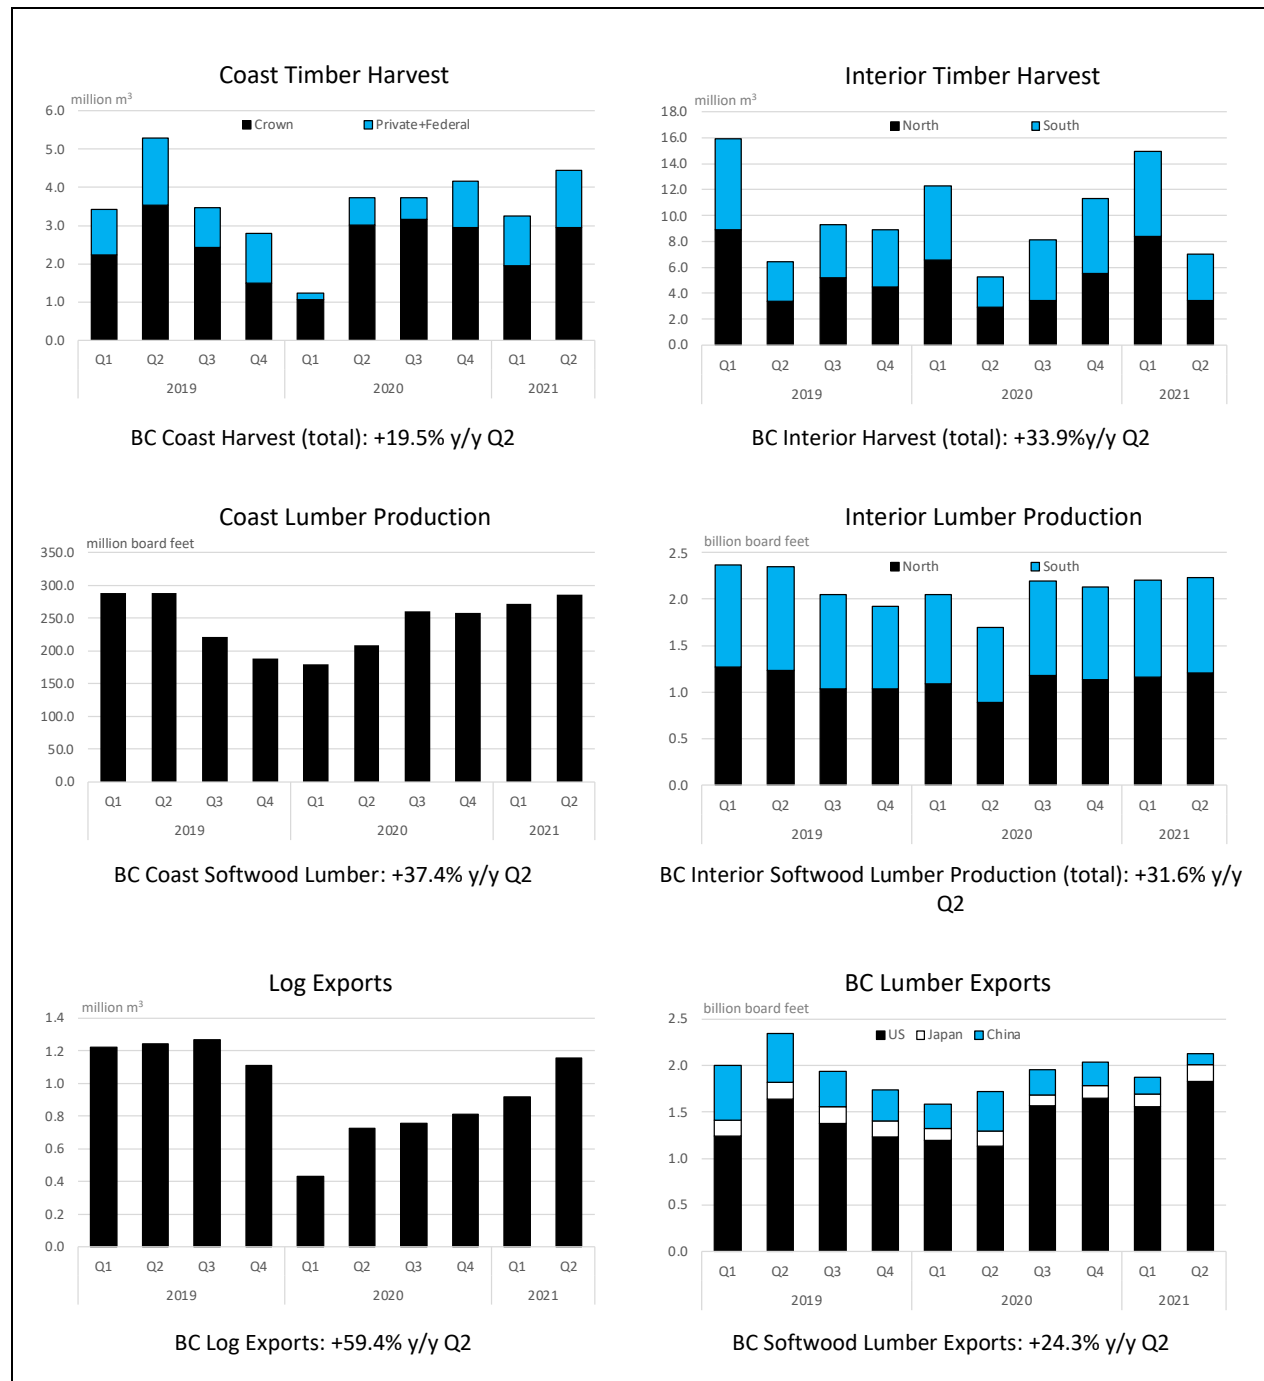 Coast Timber Harvest
million m³
Crown Private+Federal
6.0
5.0
4.0
3.0
2.0
1.0
0.0
Q1 Q2 Q3 Q4 Q1 Q2 Q3 Q4 Q1 Q2
2019 2020 2021
BC Coast Harvest (total): +19.5% y/y Q2
Interior Timber Harvest
million m³
North South
18.0
16.0
14.0
12.0
10.0
8.0
6.0
4.0
2.0
0.0
Q1 Q2 Q3 Q4 Q1 Q2 Q3 Q4 Q1 Q2
2019 2020 2021
BC Interior Harvest (total): +33.9%y/y Q2
Coast Lumber Production
million board feet
350.0
300.0
250.0
200.0
150.0
100.0
50.0
0.0
Q1 Q2 Q3 Q4 Q1 Q2 Q3 Q4 Q1 Q2
2019 2020 2021
BC Coast Softwood Lumber: +37.4% y/y Q2
Interior Lumber Production
billion board feet
North South
2.5
2.0
1.5
1.0
0.5
0.0
Q1 Q2 Q3 Q4 Q1 Q2 Q3 Q4 Q1 Q2
2019 2020 2021
BC Interior Softwood Lumber Production (total): +31.6% y/y
Q2
Log Exports
million m³
1.4
1.2
1.0
0.8
0.6
0.4
0.2
0.0
Q1 Q2 Q3 Q4 Q1 Q2 Q3 Q4 Q1 Q2
2019 2020 2021
BC Log Exports: +59.4% y/y Q2
BC Lumber Exports
billion board feet
US Japan China
2.5
2.0
1.5
1.0
0.5
0.0
Q1 Q2 Q3 Q4 Q1 Q2 Q3 Q4 Q1 Q2
2019 2020 2021
BC Softwood Lumber Exports: +24.3% y/y Q2